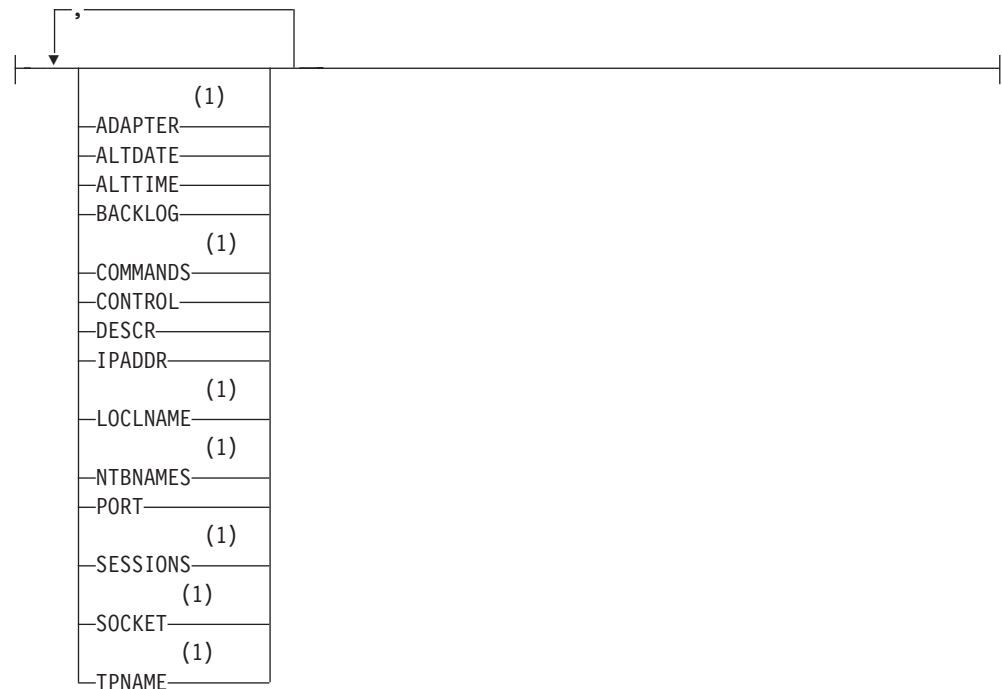 ,
(1)
ADAPTER
ALTDATE
ALTTIME
BACKLOG
(1)
COMMANDS
CONTROL
DESCR
IPADDR
(1)
LOCLNAME
(1)
NTBNAMES
PORT
(1)
SESSIONS
(1)
SOCKET
(1)
TPNAME